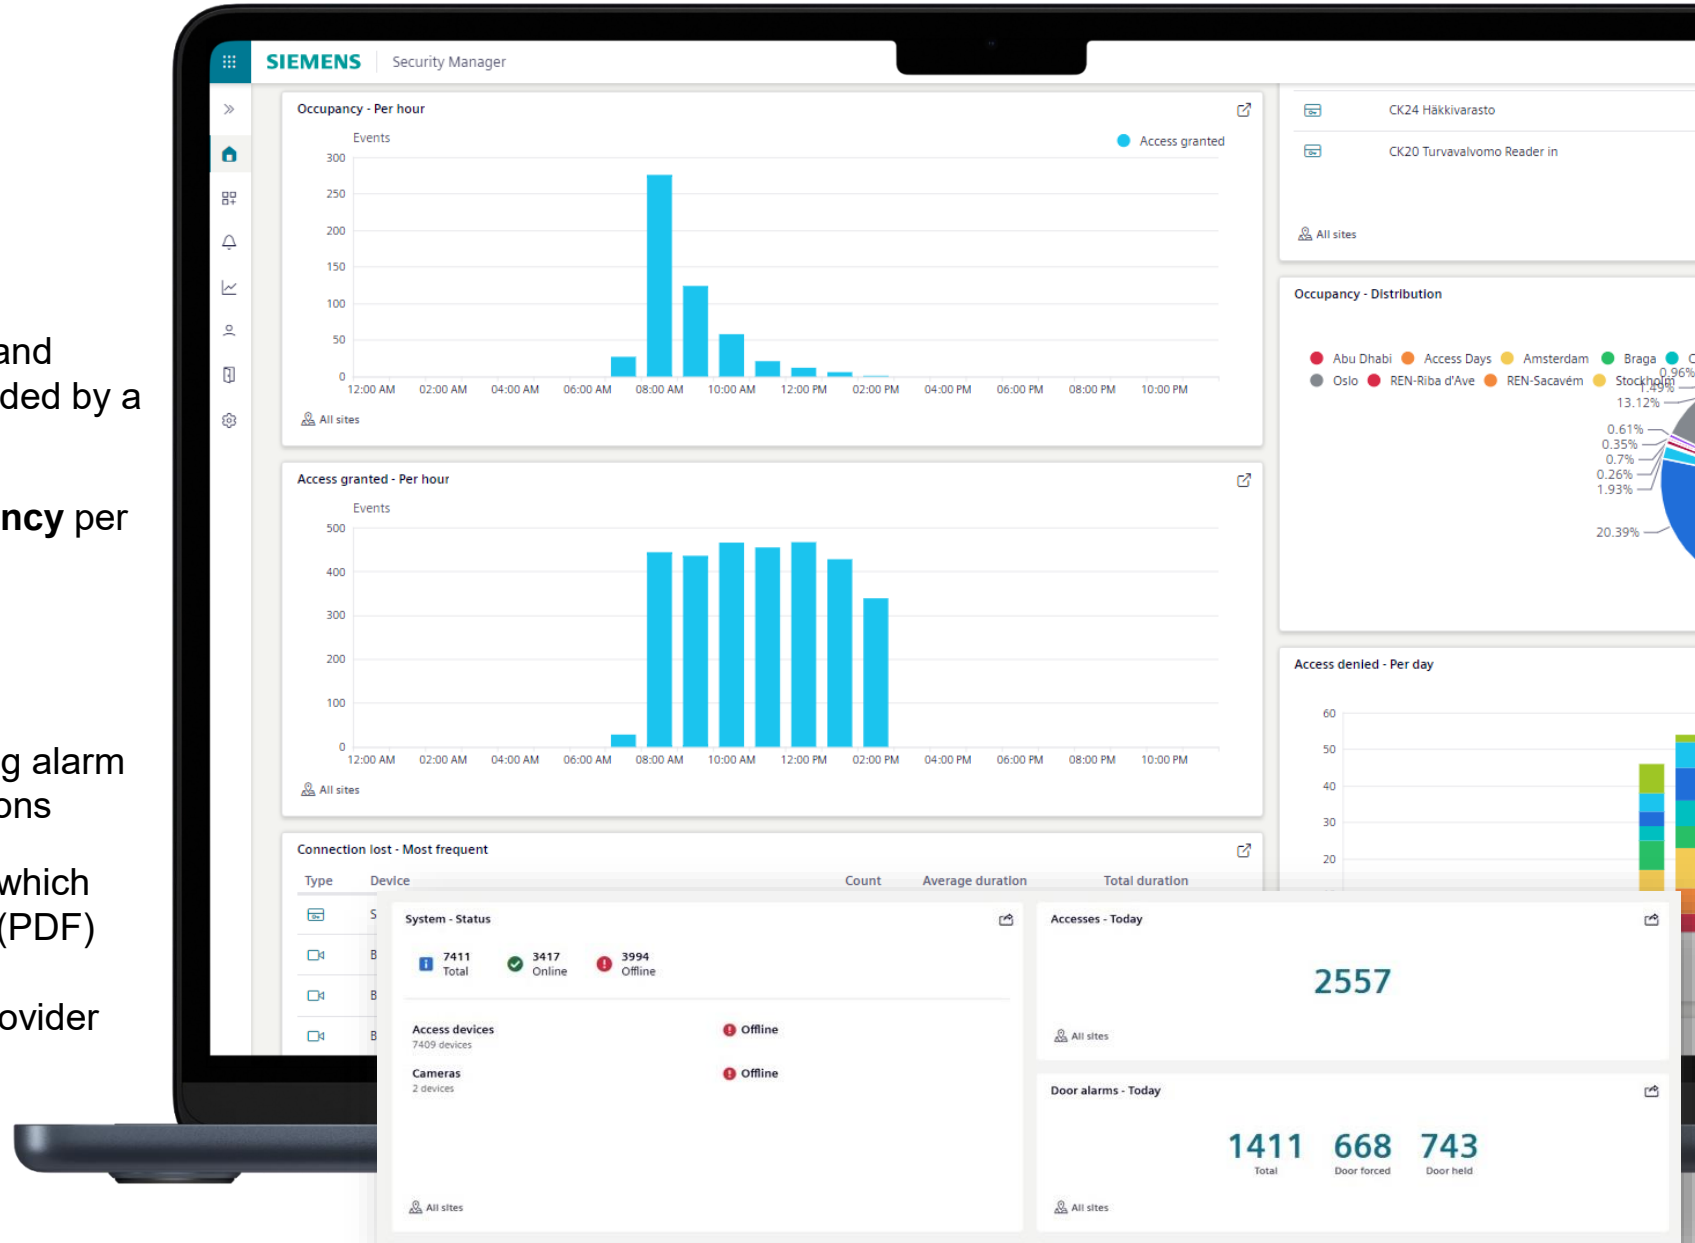 and
ded by a
ncy per
g alarm
ons
which
(PDF)
ovider
SIEMENS Security Manager
Occupancy - Per hour
Events
Access granted
300
250
200
150
100
50
0
12:00 AM 02:00 AM 04:00 AM 06:00 AM 08:00 AM 10:00 AM 12:00 PM 02:00 PM 04:00 PM 06:00 PM 08:00 PM 10:00 PM
All sites
Access granted - Per hour
Events
500
400
300
200
100
0
12:00 AM 02:00 AM 04:00 AM 06:00 AM 08:00 AM 10:00 AM 12:00 PM 02:00 PM 04:00 PM 06:00 PM 08:00 PM 10:00 PM
All sites
Connection lost - Most frequent
Type Device Count Average duration Total duration
S
B
B
B
CK24 Häkkivarasto
CK20 Turvavalvomo Reader in
All sites
Occupancy - Distribution
Abu Dhabi Access Days Amsterdam Braga C
Oslo REN-Riba d'Ave REN-Sacavém Stockholm
0.96%
1.49%
13.12%
0.61%
0.35%
0.7%
0.26%
1.93%
20.39%
Access denied - Per day
60
50
40
30
20
System - Status
7411 3417 3994
Total Online Offline
Access devices Offline
7409 devices
Cameras Offline
2 devices
All sites
Accesses - Today
2557
All sites
Door alarms - Today
1411 668 743
Total Door forced Door held
All sites